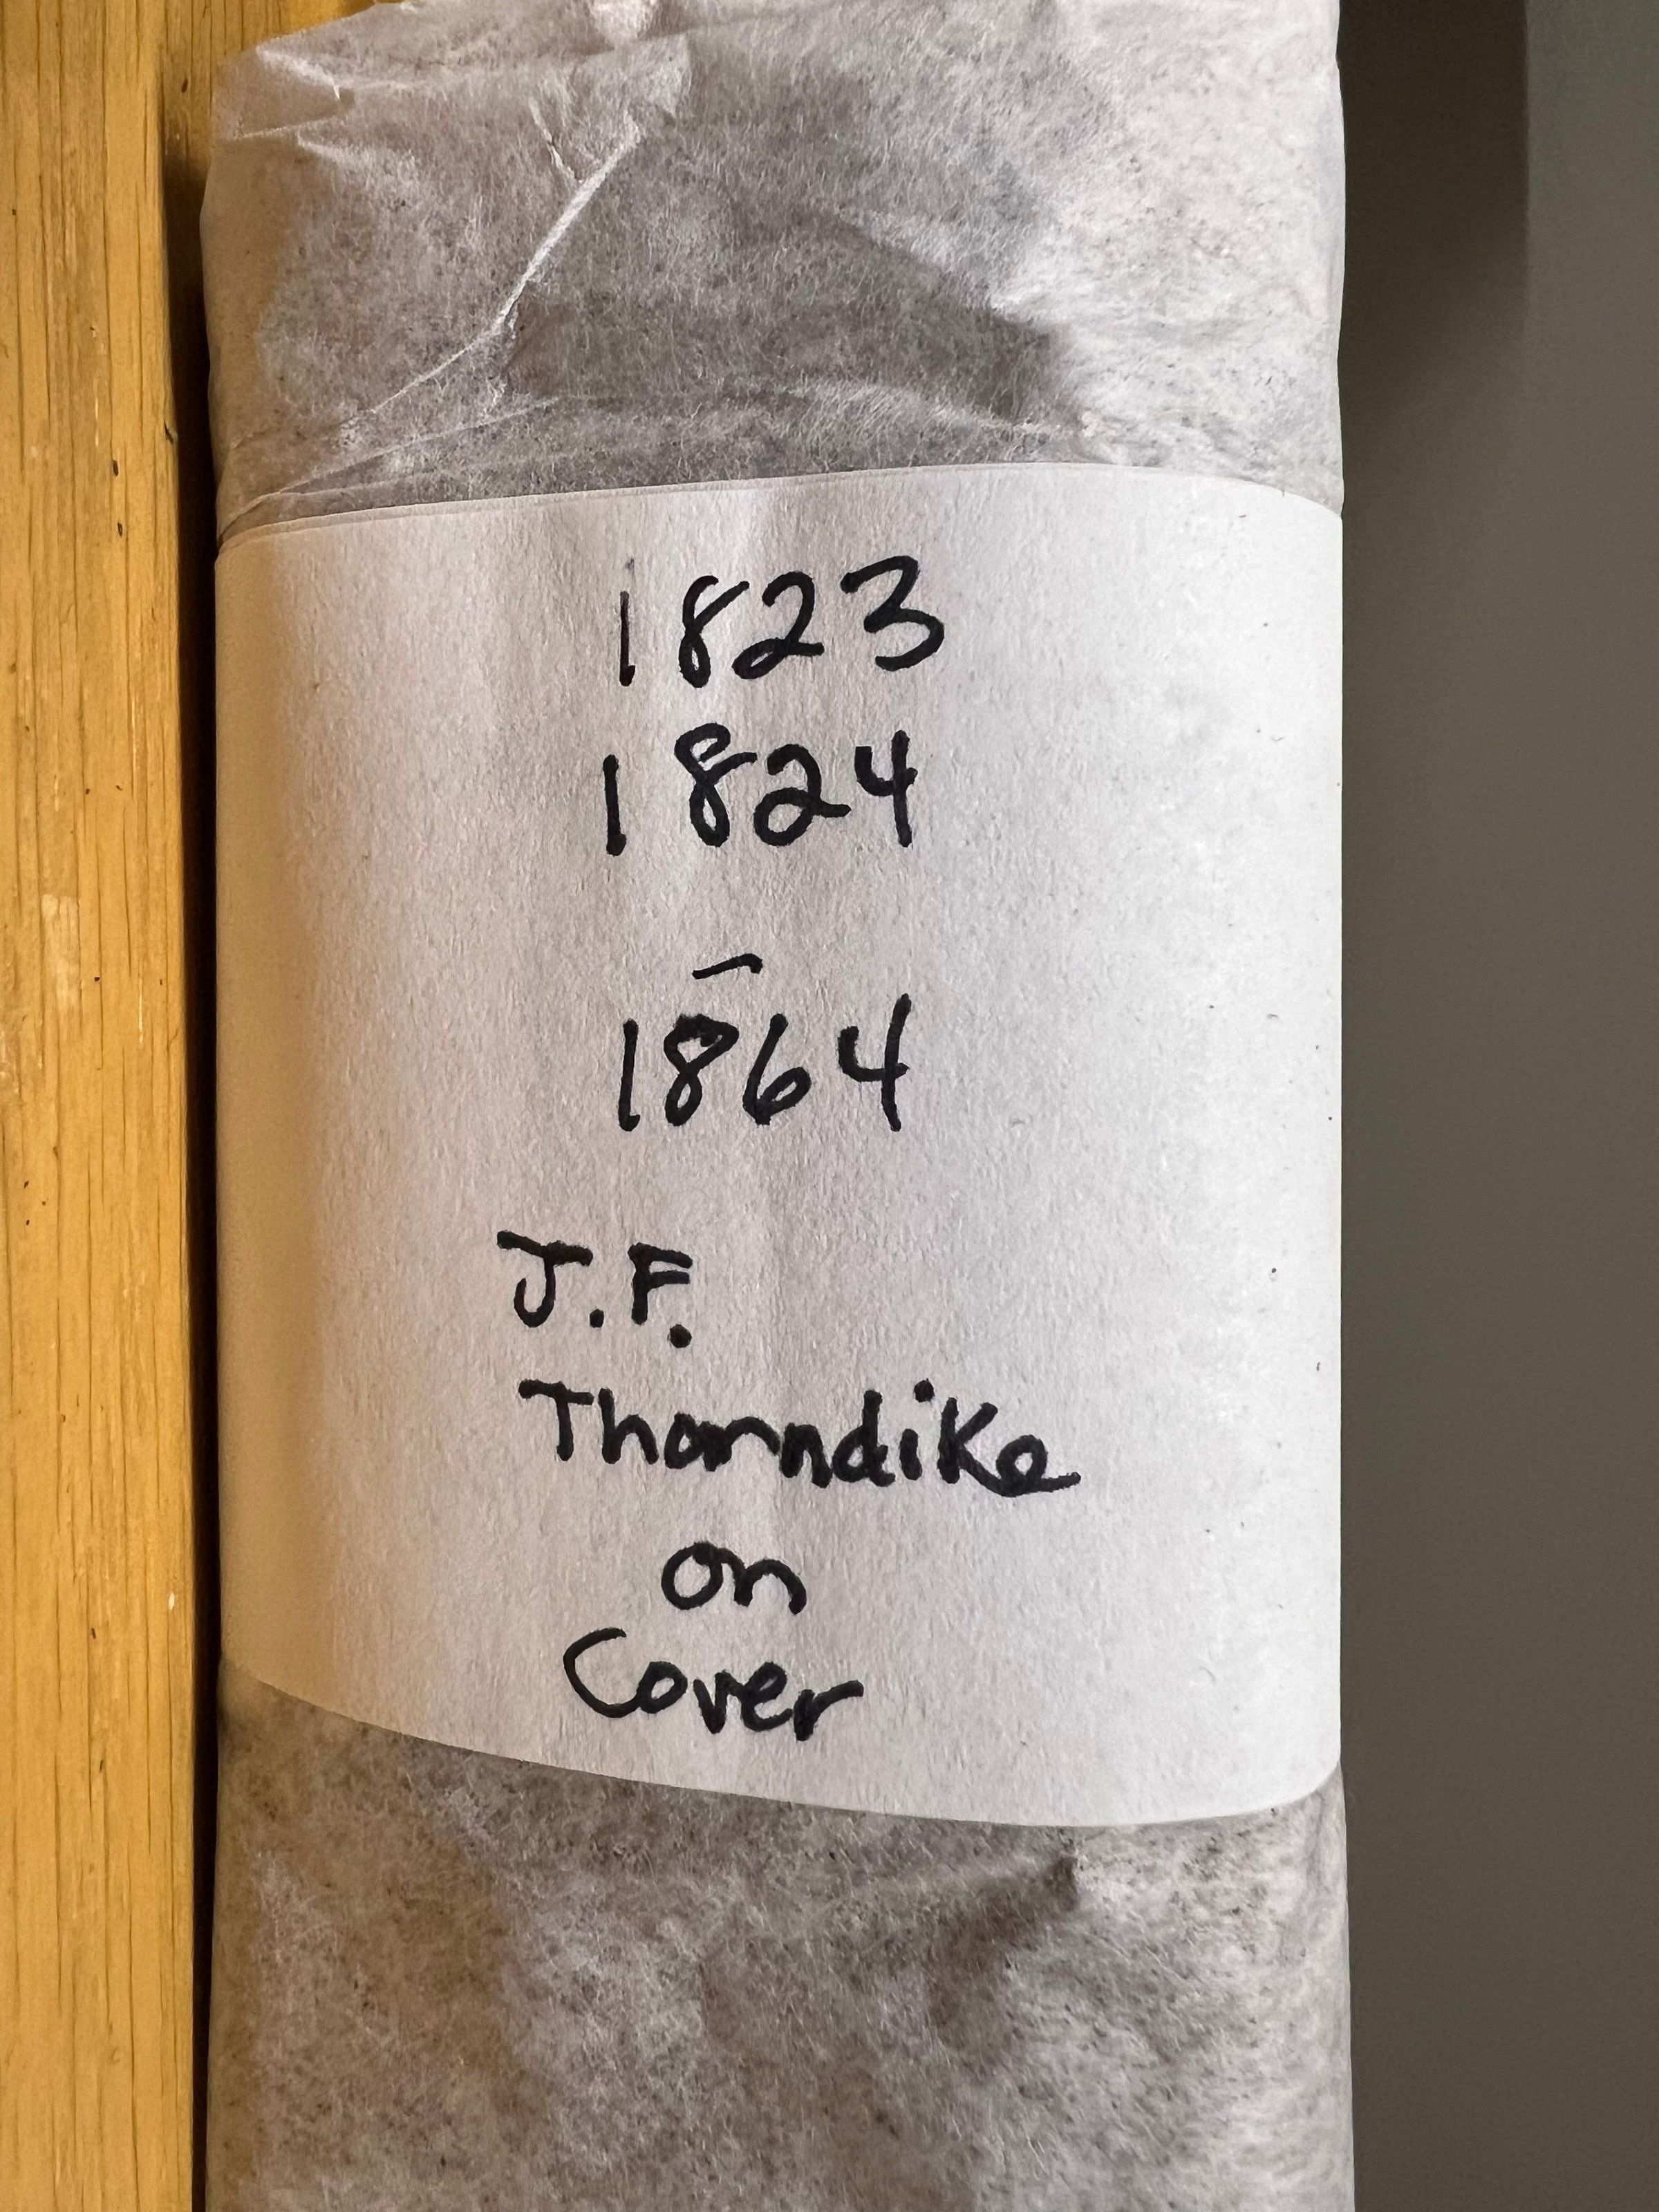 1823
1824
-
1864
J.F.
Thorndike
on
Cover